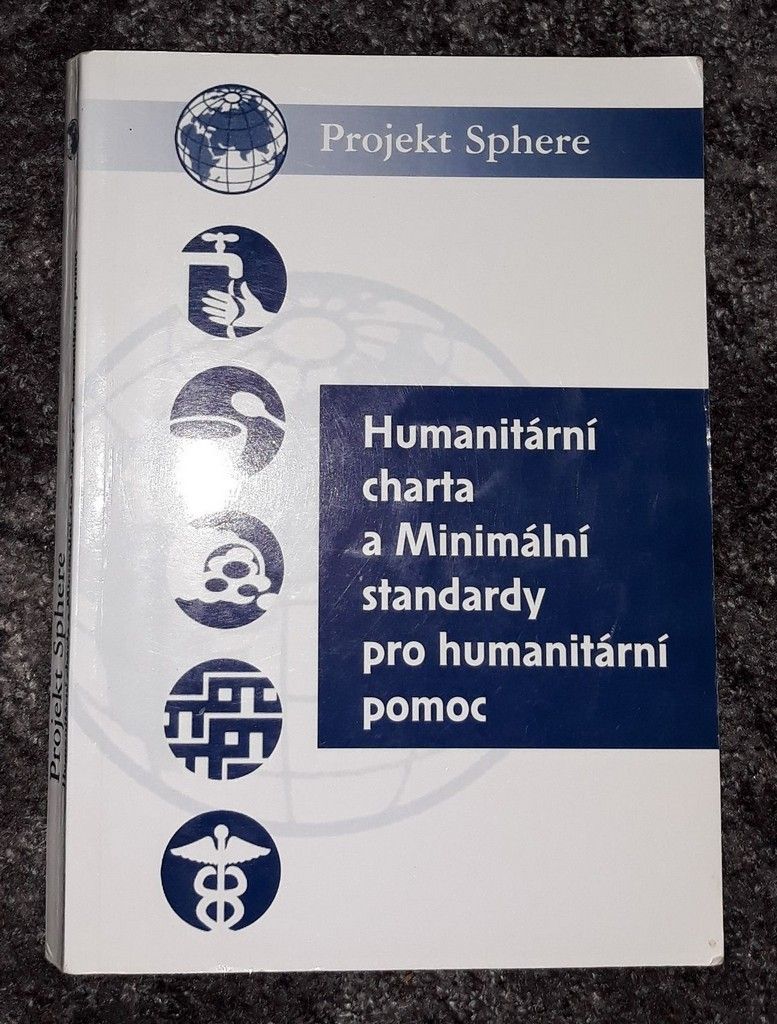 Projekt Sphere
Humanitární
charta
a Minimální
standardy
pro humanitární
pomoc
Projekt Sphere